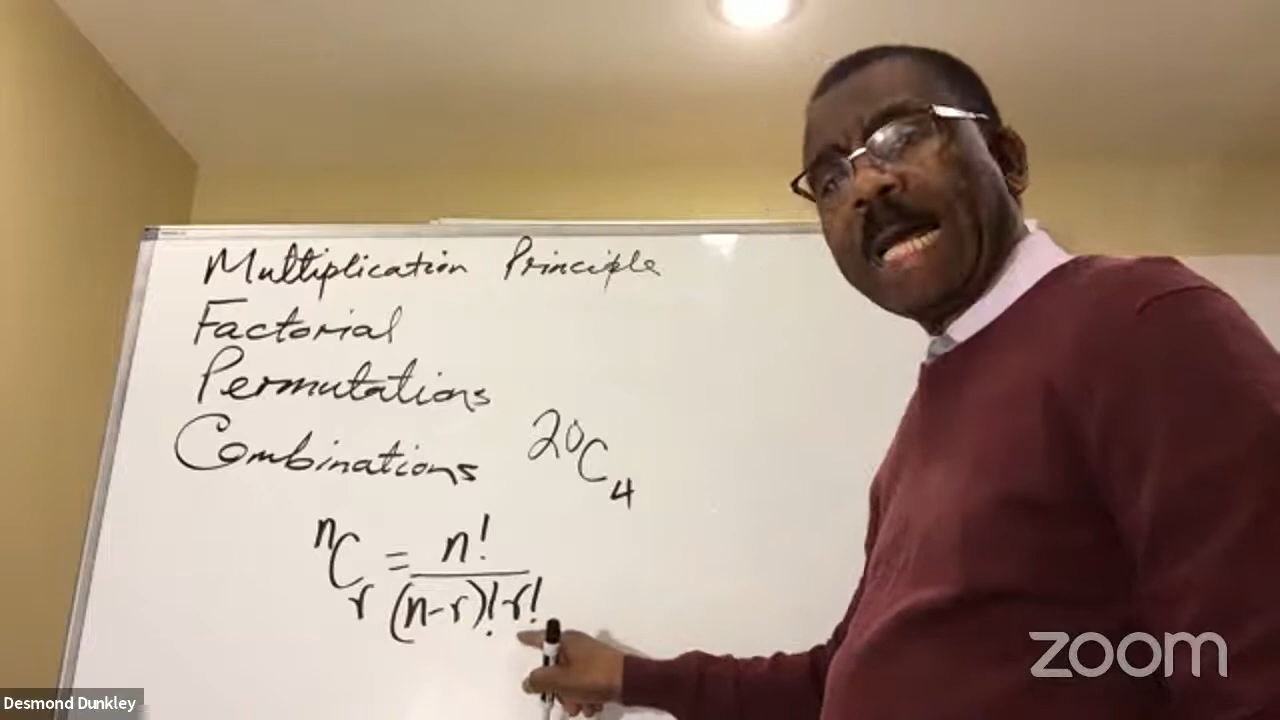 Multiplication Principle
Factorial
Permutations
Combinations 20C4
nCr = n!
(n-r)!·r!
zoom
Desmond Dunkley